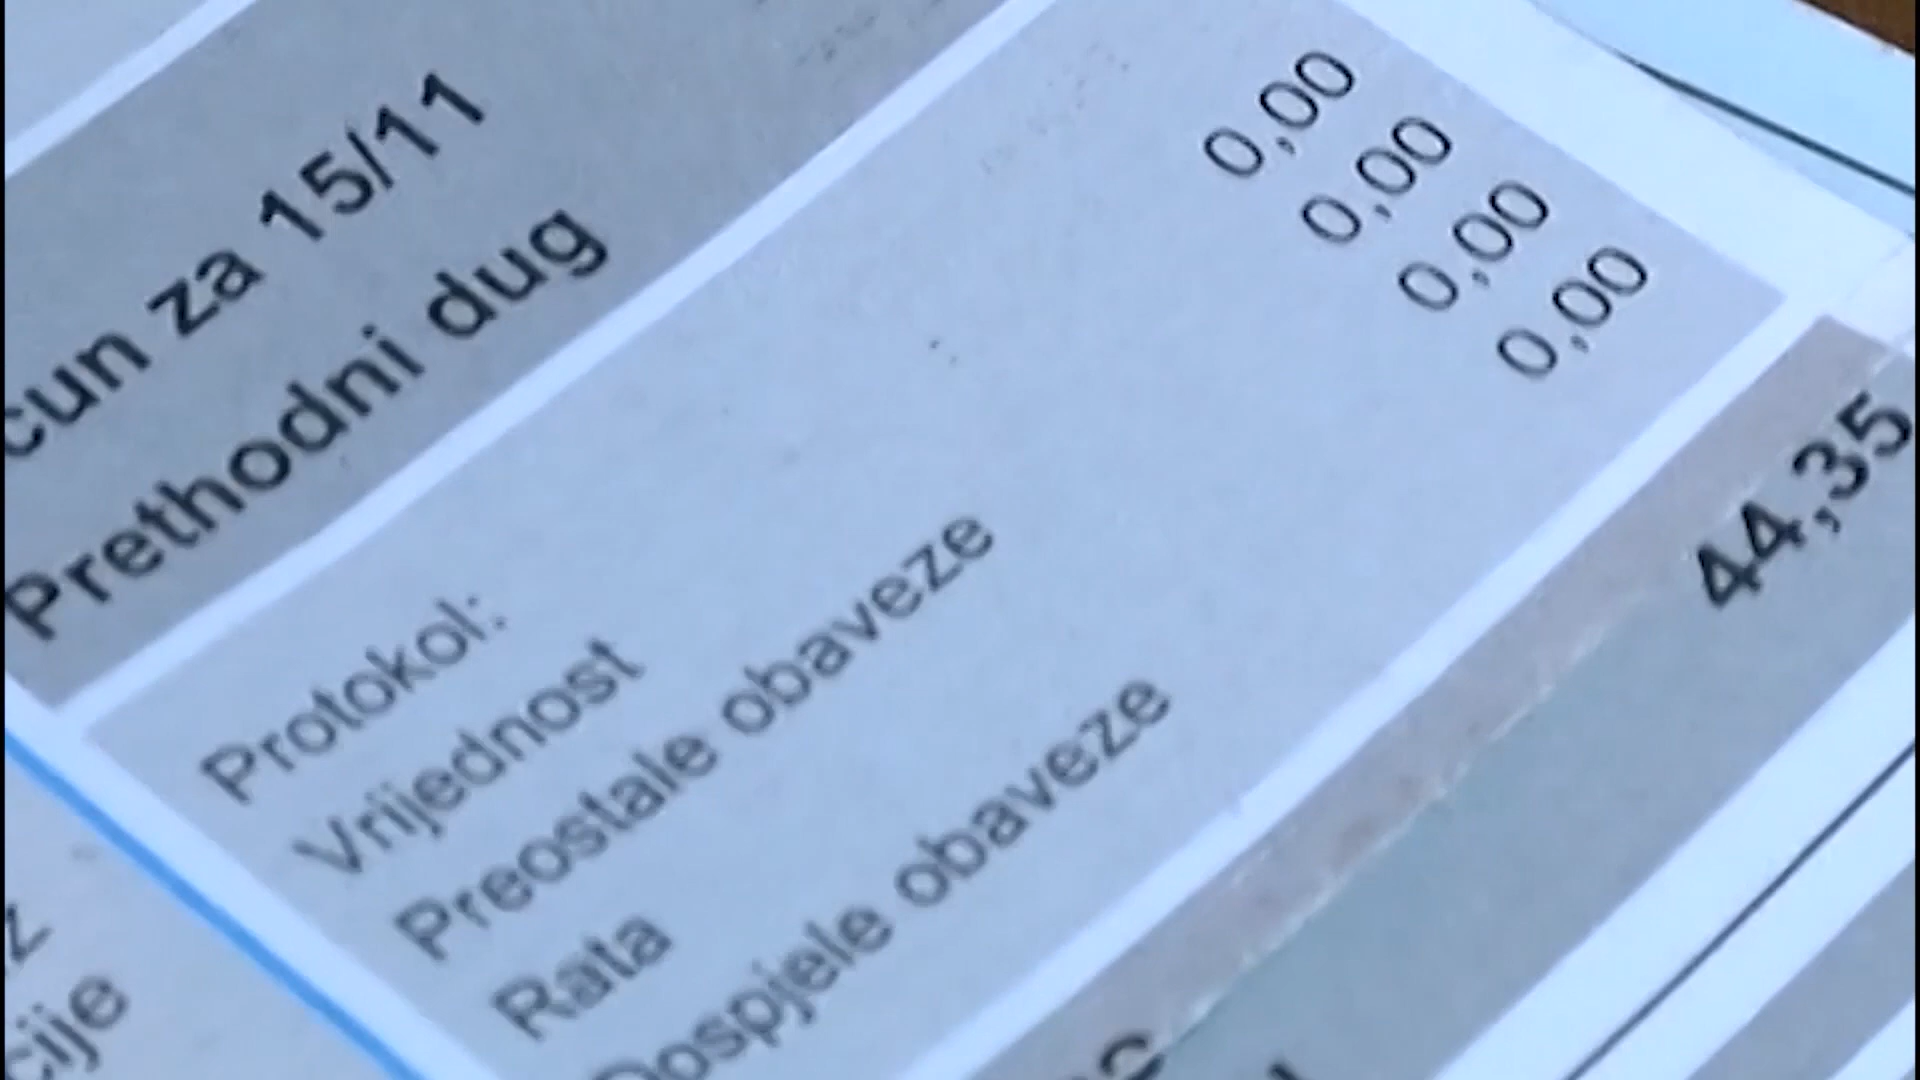 za 15/11
Prethodni dug
Protokol:
Vrijednost 0,00
Preostale obaveze 0,00
Rata 0,00
Dospjele obaveze 0,00
44,35